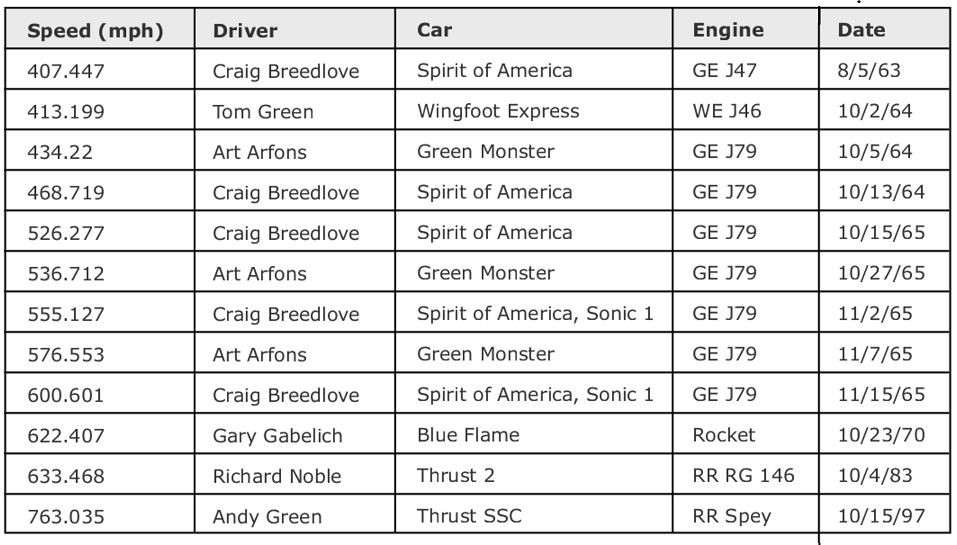 Speed (mph) Driver Car Engine Date
407.447 Craig Breedlove Spirit of America GE J47 8/5/63
413.199 Tom Green Wingfoot Express WE J46 10/2/64
434.22 Art Arfons Green Monster GE J79 10/5/64
468.719 Craig Breedlove Spirit of America GE J79 10/13/64
526.277 Craig Breedlove Spirit of America GE J79 10/15/65
536.712 Art Arfons Green Monster GE J79 10/27/65
555.127 Craig Breedlove Spirit of America, Sonic 1 GE J79 11/2/65
576.553 Art Arfons Green Monster GE J79 11/7/65
600.601 Craig Breedlove Spirit of America, Sonic 1 GE J79 11/15/65
622.407 Gary Gabelich Blue Flame Rocket 10/23/70
633.468 Richard Noble Thrust 2 RR RG 146 10/4/83
763.035 Andy Green Thrust SSC RR Spey 10/15/97